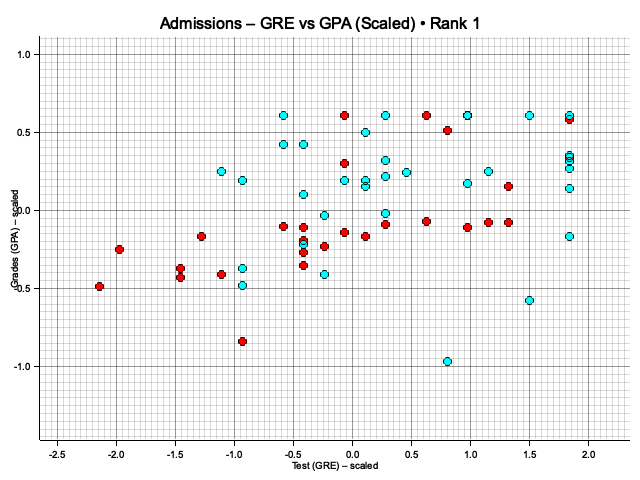 Admissions – GRE vs GPA (Scaled) • Rank 1
1.0
0.5
0.0
-0.5
-1.0
Grades (GPA) – scaled
-2.5 -2.0 -1.5 -1.0 -0.5 0.0 0.5 1.0 1.5 2.0
Test (GRE) – scaled